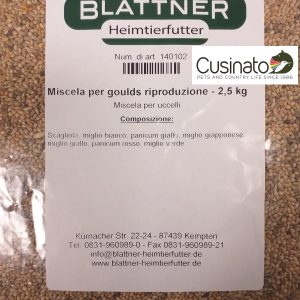 BLATTNER
Heimtierfutter
Num. di art. 140102
Cusinato
PETS AND COUNTRY LIFE SINCE 1986
Miscela per goulds riproduzione - 2,5 kg
Miscela per uccelli
Composizione:
Scagliola, miglio bianco, panicum giallo, miglio giapponese,
miglio giallo, panicum rosso, miglio verde
Kürnacher Str. 22-24 - 87439 Kempten
Tel. 0831-960989-0 - Fax 0831-960989-21
info@blattner-heimtierfutter.de
www.blattner-heimtierfutter.de